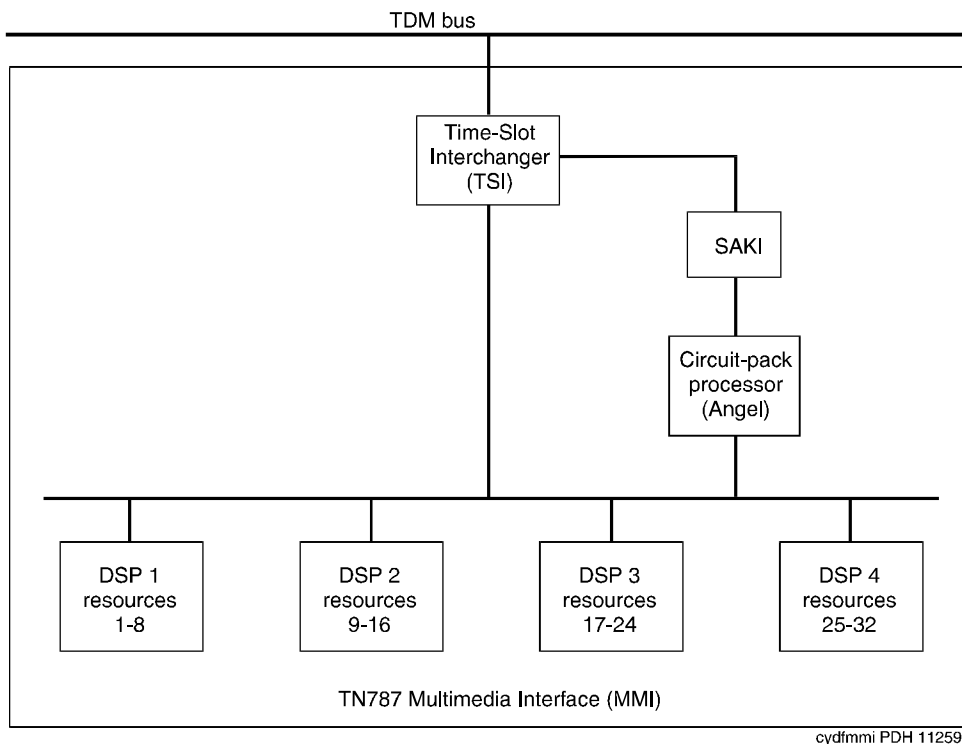 TDM bus
Time-Slot
Interchanger
(TSI)
SAKI
Circuit-pack
processor
(Angel)
DSP 1
resources
1-8
DSP 2
resources
9-16
DSP 3
resources
17-24
DSP 4
resources
25-32
TN787 Multimedia Interface (MMI)
cydfmmi PDH 11259